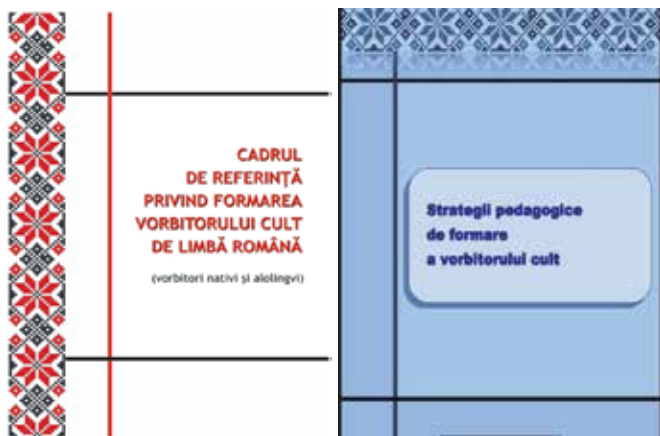 CADRUL
DE REFERINȚĂ
PRIVIND FORMAREA
VORBITORULUI CULT
DE LIMBĂ ROMÂNĂ
(vorbitori nativi și alolingvi)
Strategii pedagogice
de formare
a vorbitorului cult